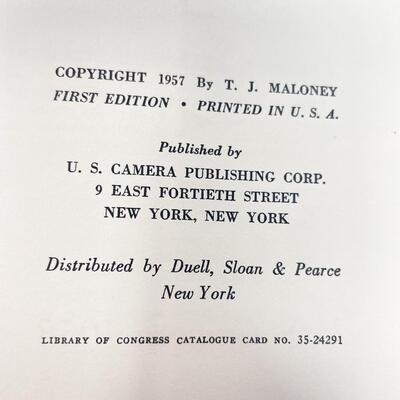 COPYRIGHT 1957 By T. J. MALONEY
FIRST EDITION • PRINTED IN U. S. A.
Published by
U. S. CAMERA PUBLISHING CORP.
9 EAST FORTIETH STREET
NEW YORK, NEW YORK
Distributed by Duell, Sloan & Pearce
New York
LIBRARY OF CONGRESS CATALOGUE CARD NO. 35-24291